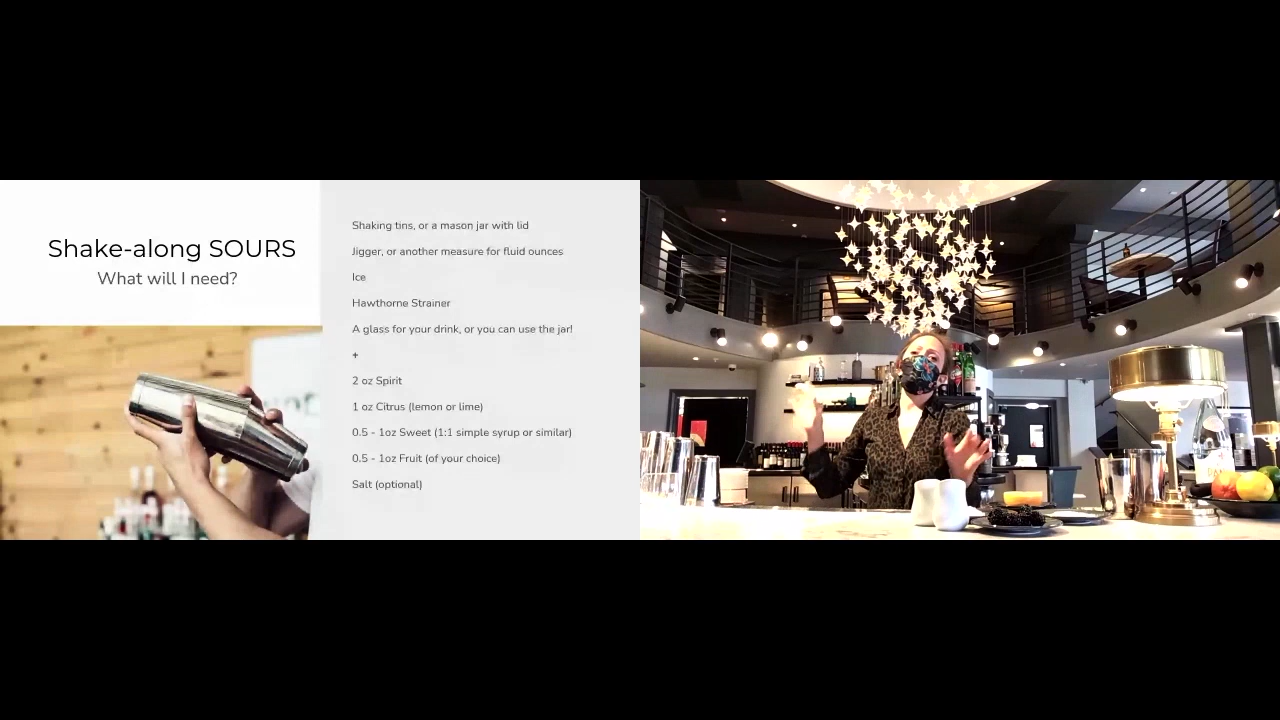 Shake-along SOURS
What will I need?
Shaking tins, or a mason jar with lid
Jigger, or another measure for fluid ounces
Ice
Hawthorne Strainer
A glass for your drink, or you can use the jar!
+
2 oz Spirit
1 oz Citrus (lemon or lime)
0.5 - 1oz Sweet (1:1 simple syrup or similar)
0.5 - 1oz Fruit (of your choice)
Salt (optional)